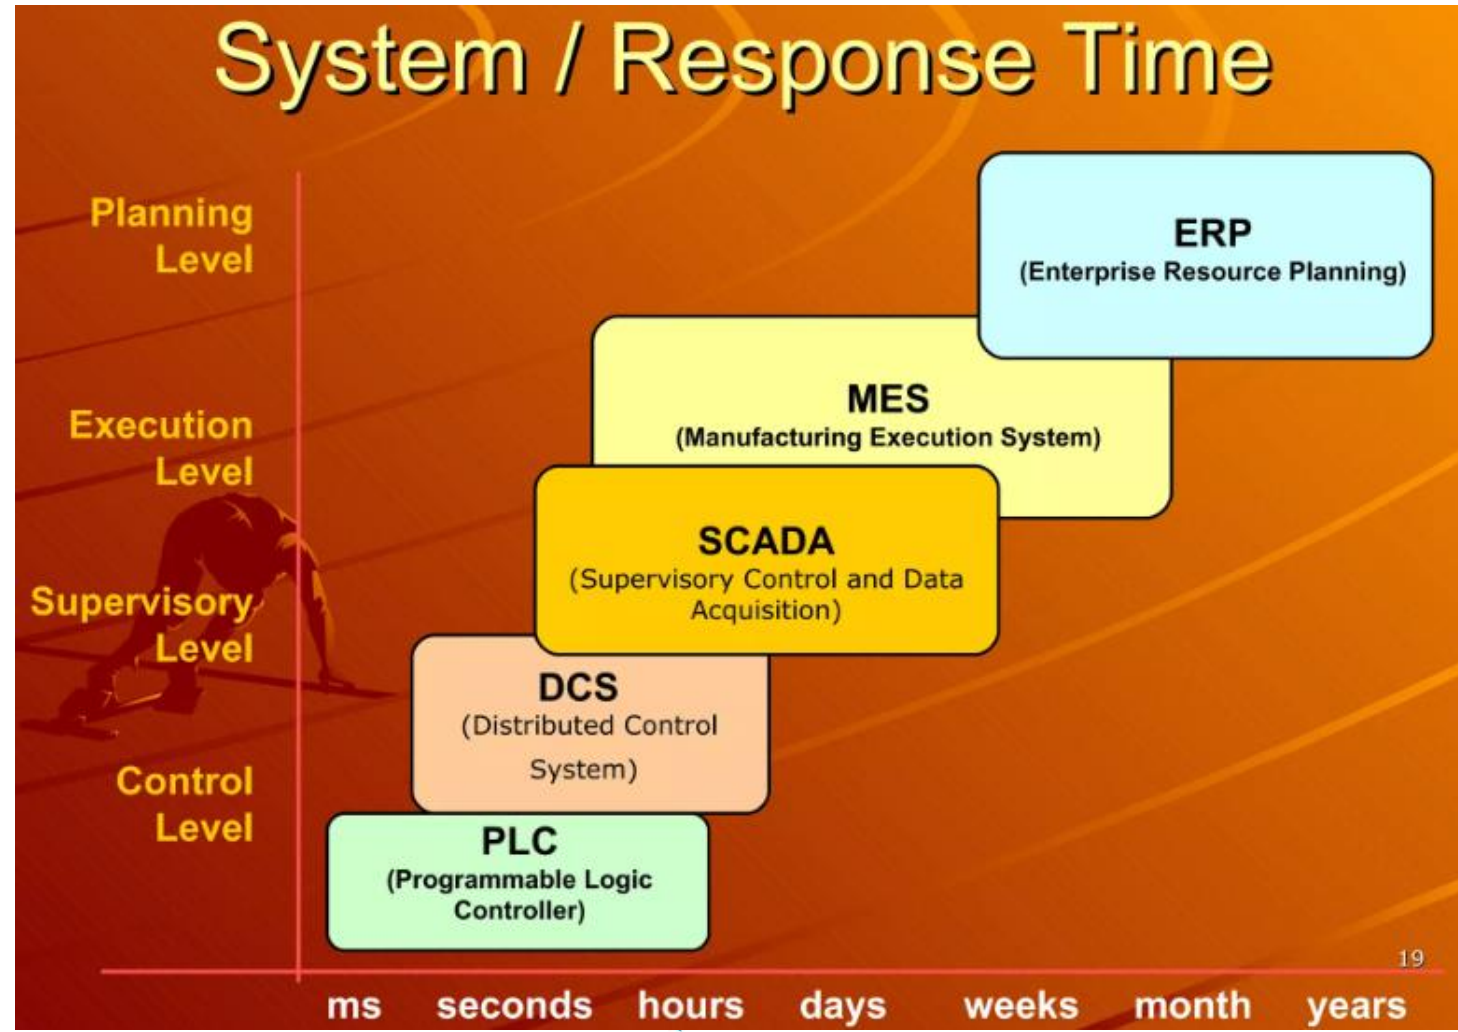 System / Response Time
Planning
Level
ERP
(Enterprise Resource Planning)
Execution
Level
MES
(Manufacturing Execution System)
SCADA
(Supervisory Control and Data
Acquisition)
Supervisory
Level
DCS
(Distributed Control
System)
Control
Level
PLC
(Programmable Logic
Controller)
19
ms seconds hours days weeks month years